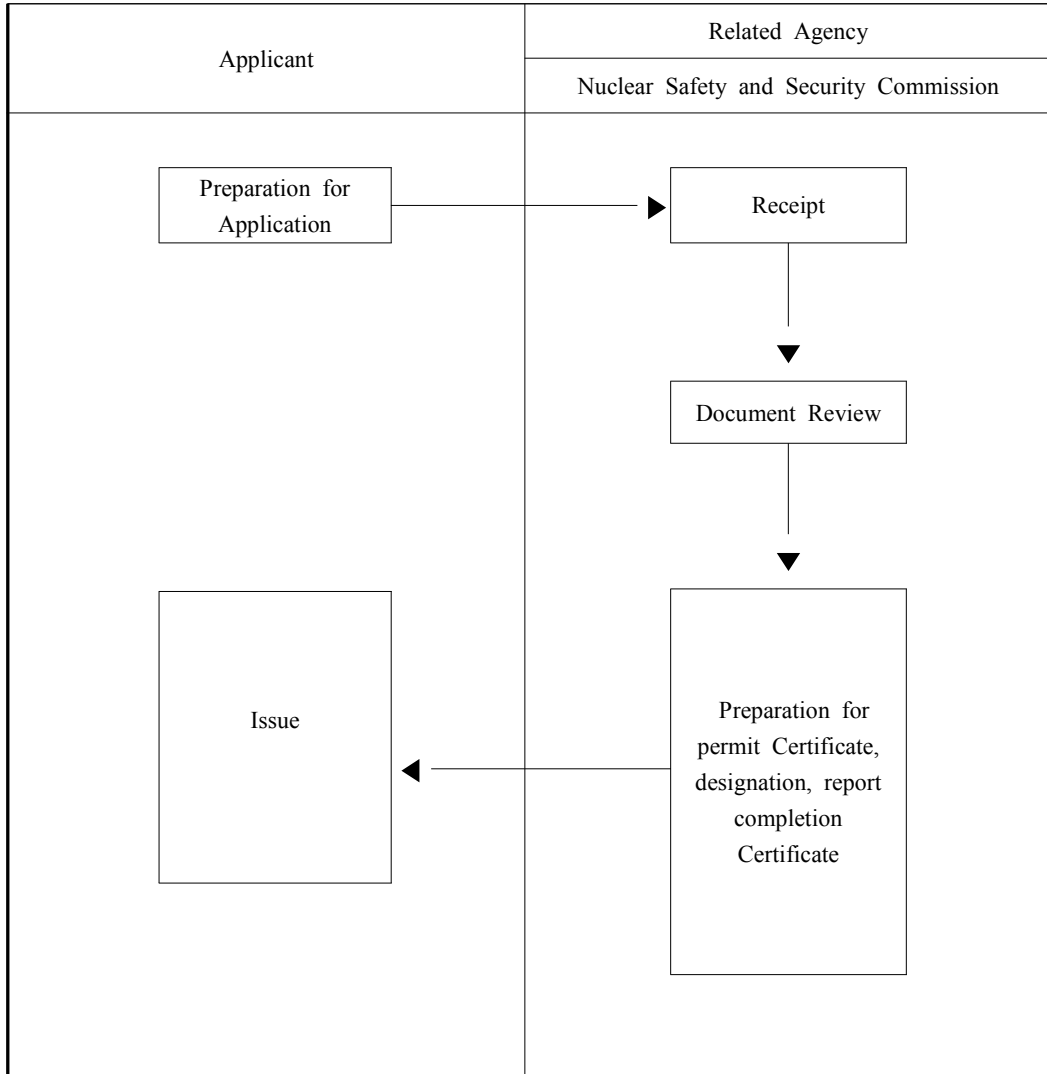 Applicant
Related Agency
Nuclear Safety and Security Commission
Preparation for
Application
Receipt
Document Review
Preparation for
permit Certificate,
designation, report
completion
Certificate
Issue